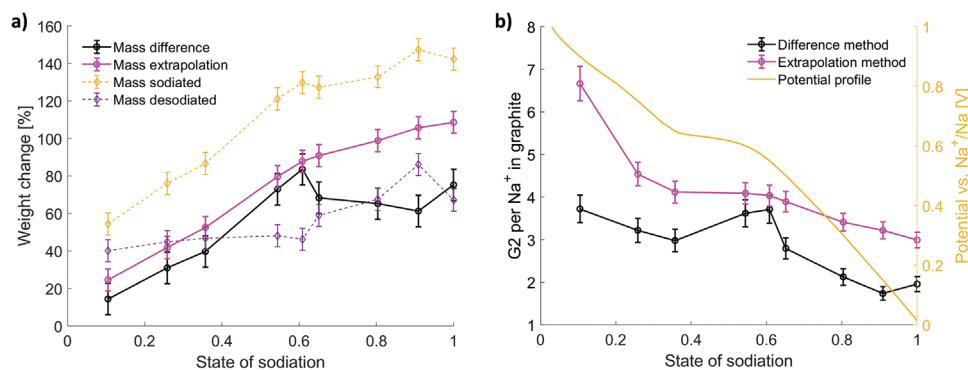 a)
Weight change [%]
160
140
120
100
80
60
40
20
0
Mass difference
Mass extrapolation
Mass sodiated
Mass desodiated
0 0.2 0.4 0.6 0.8 1
State of sodiation
b)
G2 per Na+ in graphite
8
7
6
5
4
3
2
1
Difference method
Extrapolation method
Potential profile
1
0.8
0.6
0.4
0.2
0
Potential vs. Na+/Na [V]
0 0.2 0.4 0.6 0.8 1
State of sodiation